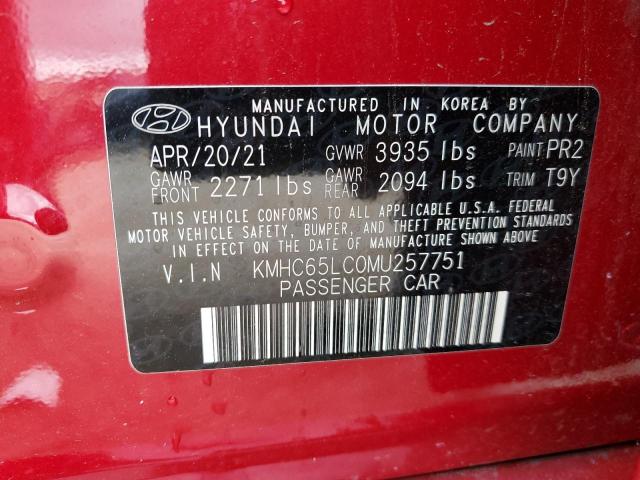 MANUFACTURED IN KOREA BY
HYUNDAI MOTOR COMPANY
APR/20/21 GVWR 3935 lbs PAINT PR2
GAWR FRONT 2271 lbs GAWR REAR 2094 lbs TRIM T9Y
THIS VEHICLE CONFORMS TO ALL APPLICABLE U.S.A. FEDERAL
MOTOR VEHICLE SAFETY, BUMPER, AND THEFT PREVENTION STANDARDS
IN EFFECT ON THE DATE OF MANUFACTURE SHOWN ABOVE
V.I.N KMHC65LC0MU257751
PASSENGER CAR